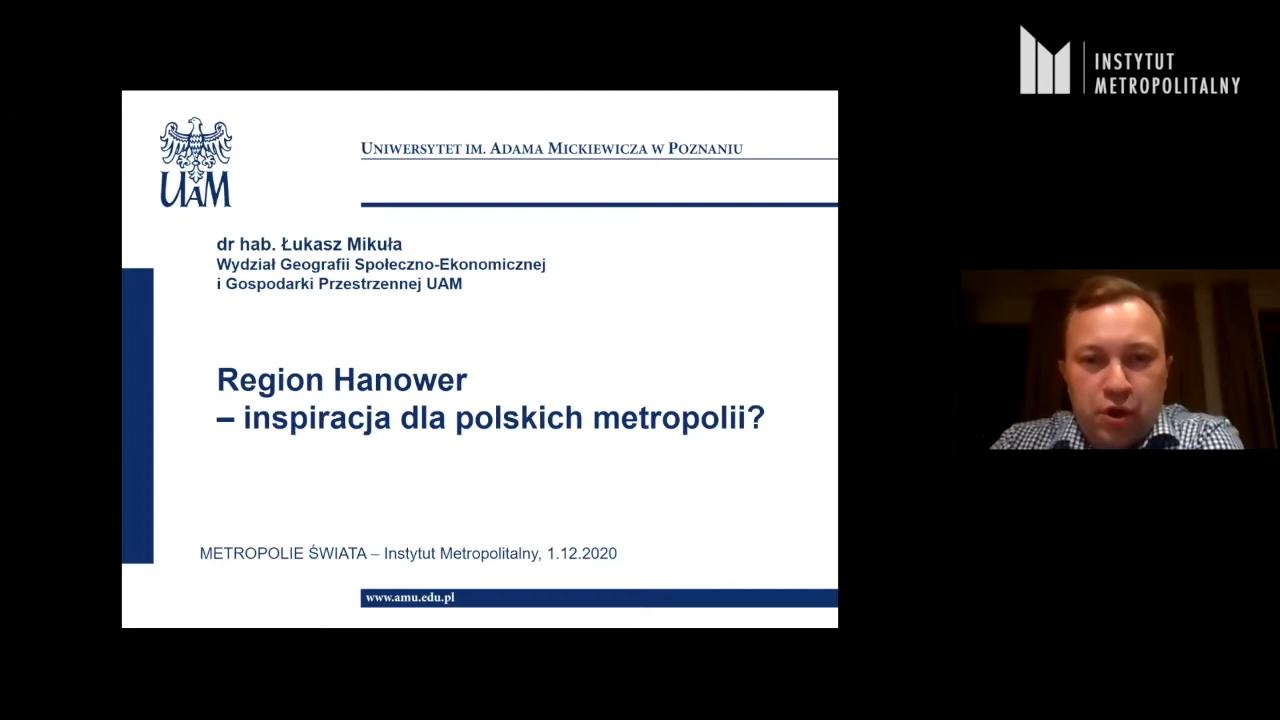 INSTYTUT
METROPOLITALNY
UAM
UNIWERSYTET IM. ADAMA MICKIEWICZA W POZNANIU
dr hab. Łukasz Mikuła
Wydział Geografii Społeczno-Ekonomicznej
i Gospodarki Przestrzennej UAM
Region Hanower
– inspiracja dla polskich metropolii?
METROPOLIE ŚWIATA – Instytut Metropolitalny, 1.12.2020
www.amu.edu.pl